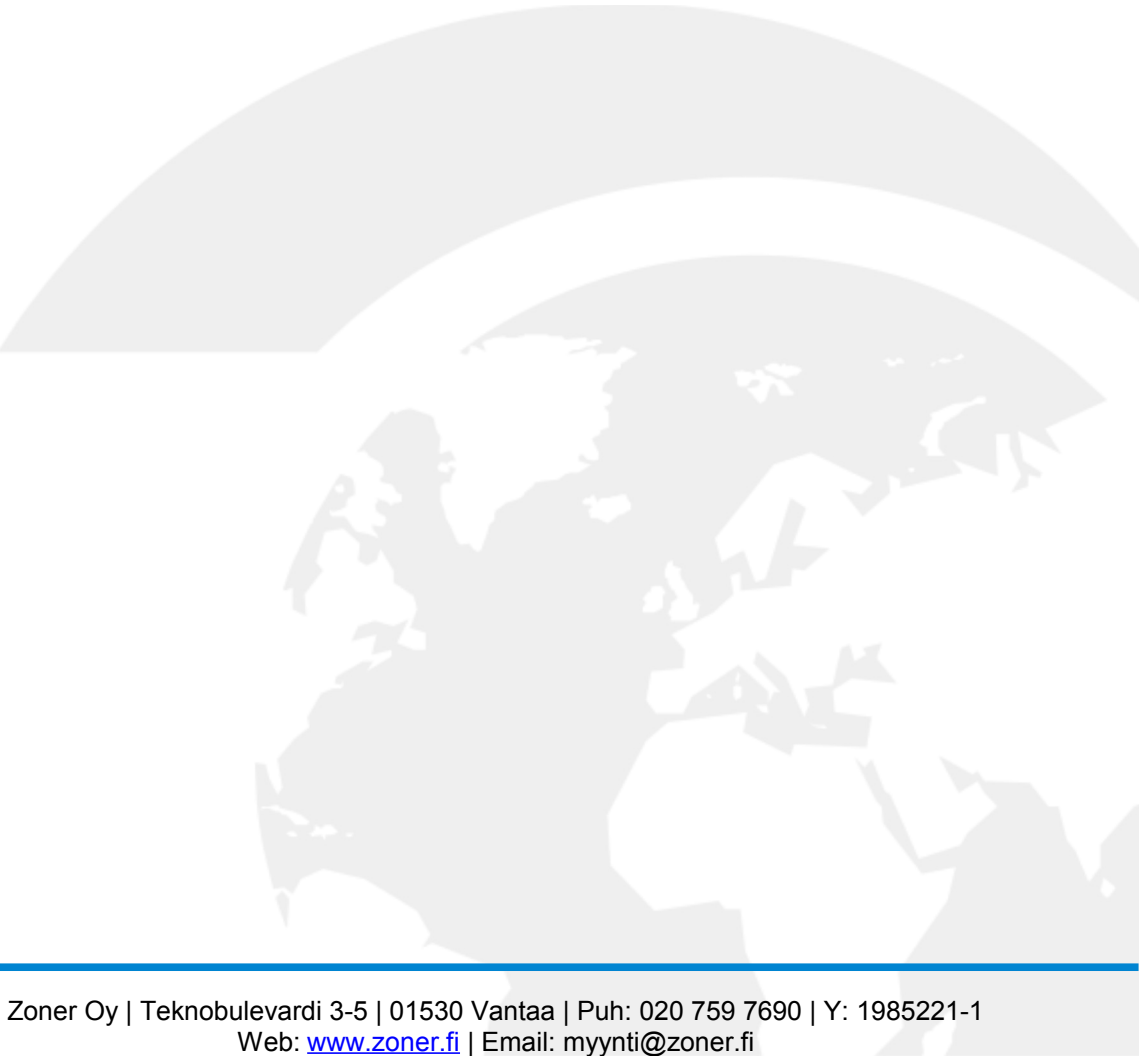 Zoner Oy | Teknobulevardi 3-5 | 01530 Vantaa | Puh: 020 759 7690 | Y: 1985221-1
Web: www.zoner.fi | Email: myynti@zoner.fi